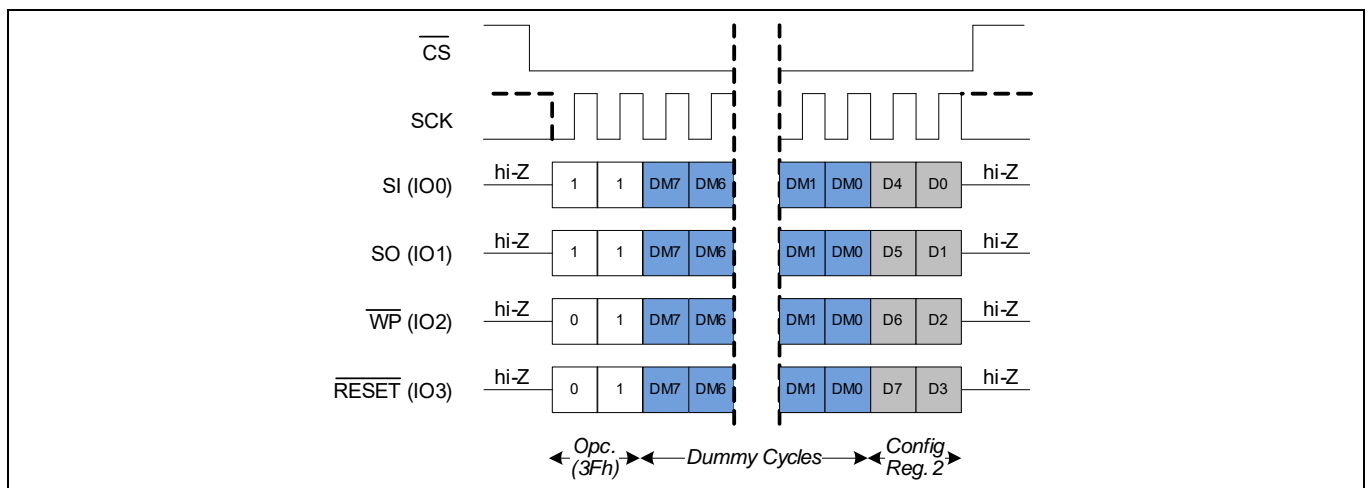 CS
SCK
SI (IO0) hi-Z 1 1 DM7 DM6 DM1 DM0 D4 D0 hi-Z
SO (IO1) hi-Z 1 1 DM7 DM6 DM1 DM0 D5 D1 hi-Z
WP (IO2) hi-Z 0 1 DM7 DM6 DM1 DM0 D6 D2 hi-Z
RESET (IO3) hi-Z 0 1 DM7 DM6 DM1 DM0 D7 D3 hi-Z
Opc. (3Fh) Dummy Cycles Config Reg. 2